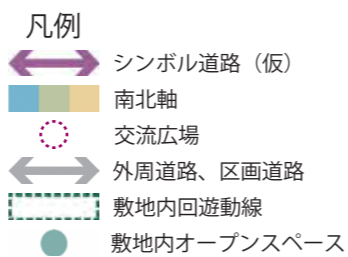 凡例
シンボル道路（仮）
南北軸
交流広場
外周道路、区画道路
敷地内回遊動線
敷地内オープンスペース